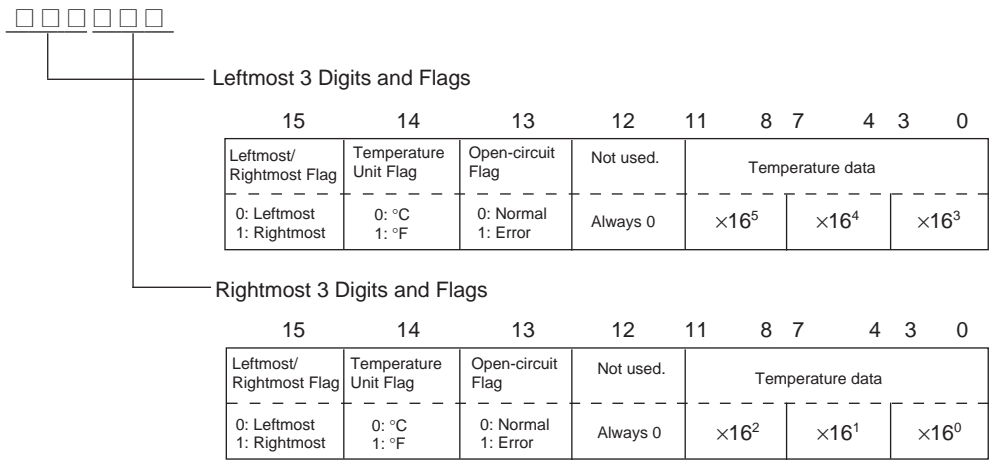 □□□□□□
Leftmost 3 Digits and Flags
15 14 13 12 11 8 7 4 3 0
Leftmost/ Temperature Open-circuit Not used. Temperature data
Rightmost Flag Unit Flag Flag
0: Leftmost 0: °C 0: Normal Always 0 ×16⁵ ×16⁴ ×16³
1: Rightmost 1: °F 1: Error
Rightmost 3 Digits and Flags
15 14 13 12 11 8 7 4 3 0
Leftmost/ Temperature Open-circuit Not used. Temperature data
Rightmost Flag Unit Flag Flag
0: Leftmost 0: °C 0: Normal Always 0 ×16² ×16¹ ×16⁰
1: Rightmost 1: °F 1: Error